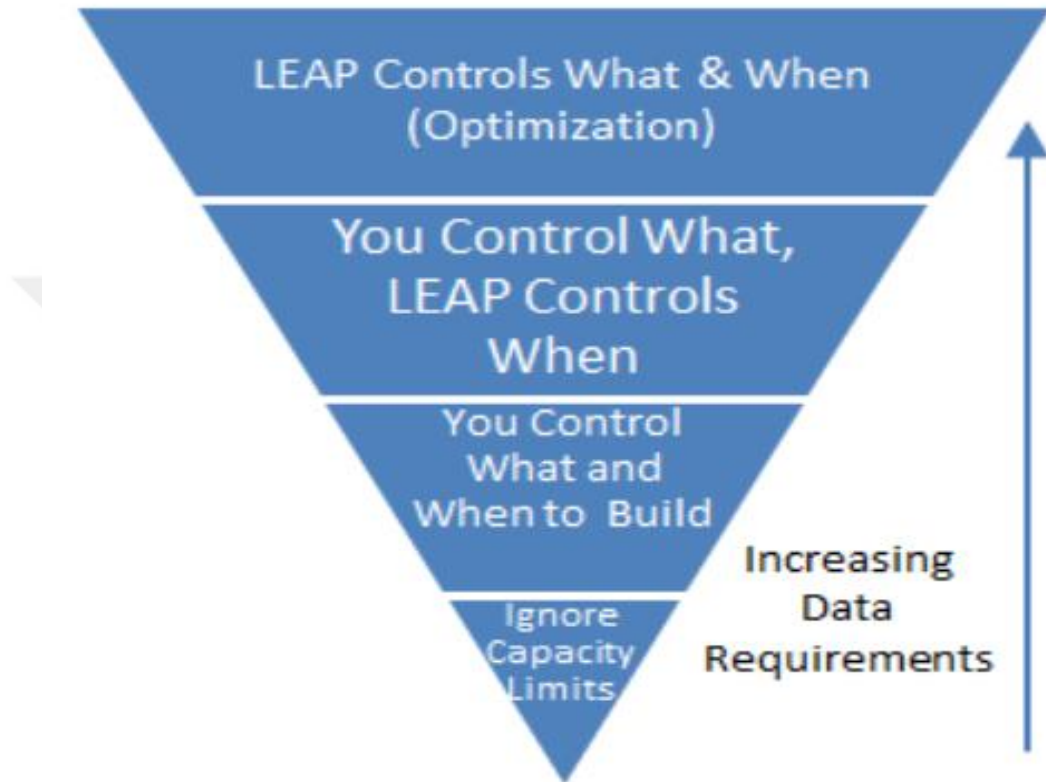 LEAP Controls What & When
(Optimization)
You Control What,
LEAP Controls
When
You Control
What and
When to Build
Ignore
Capacity
Limits
Increasing
Data
Requirements